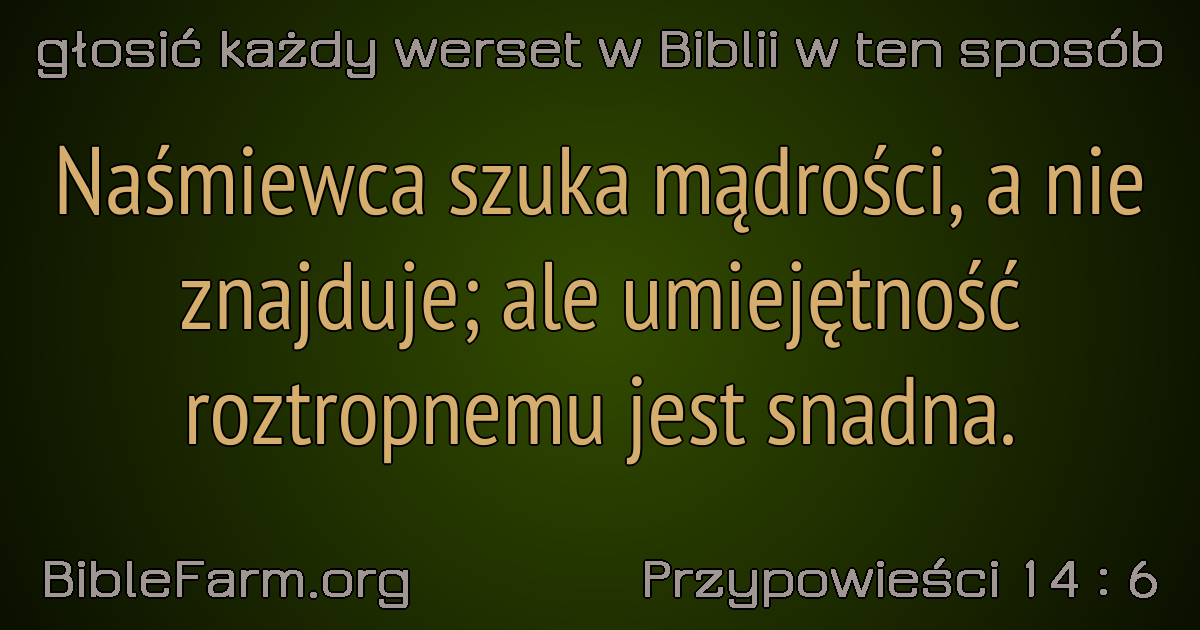 głosić każdy werset w Biblii w ten sposób
Naśmiewca szuka mądrości, a nie
znajduje; ale umiejętność
roztropnemu jest snadna.
BibleFarm.org
Przypowieści 14 : 6